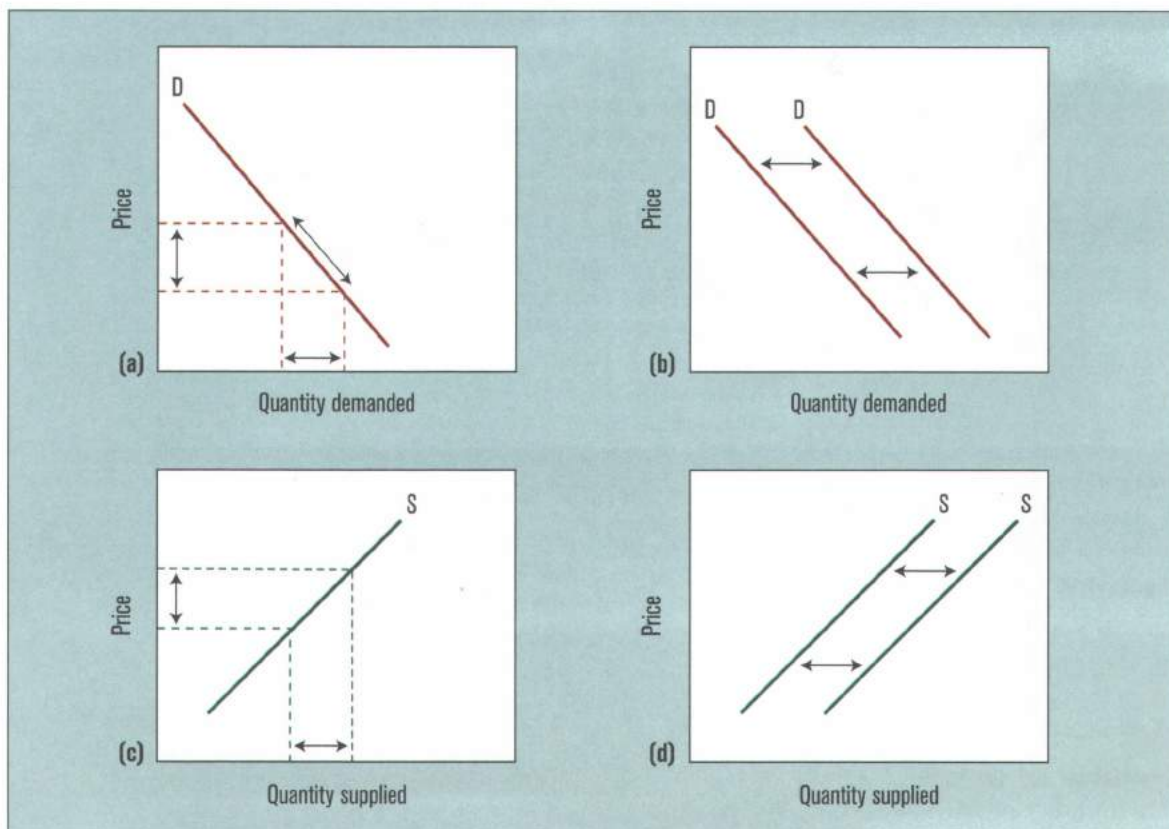 D
Price
(a)
Quantity demanded
D D
Price
(b)
Quantity demanded
S
Price
(c)
Quantity supplied
S S
Price
(d)
Quantity supplied